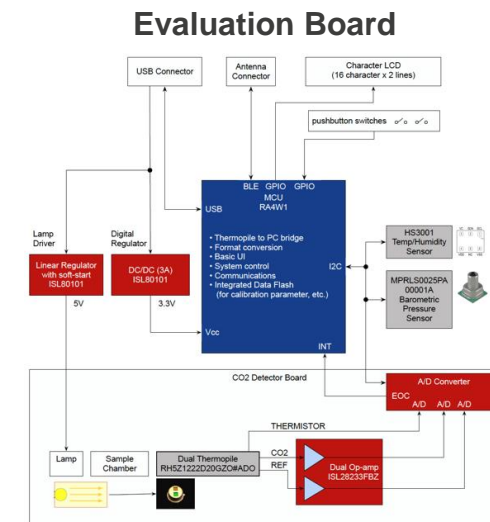 Evaluation Board
USB Connector
Antenna
Connector
Character LCD
(16 character x 2 lines)
pushbutton switches
BLE GPIO GPIO
MCU
RA4W1
USB
• Thermopile to PC bridge
• Format conversion
• Basic UI
• System control
• Communications
• Integrated Data Flash
(for calibration parameter, etc.)
I2C
Vcc
INT
Lamp
Driver
Digital
Regulator
Linear Regulator
with soft-start
ISL80101
DC/DC (3A)
ISL80101
5V
3.3V
HS3001
Temp/Humidity
Sensor
MPRLS0025PA
00001A
Barometric
Pressure
Sensor
CO2 Detector Board
A/D Converter
EOC
A/D A/D A/D
THERMISTOR
Lamp
Sample
Chamber
Dual Thermopile
RH5Z1222D20GZO#ADO
CO2
REF
Dual Op-amp
ISL28233FBZ